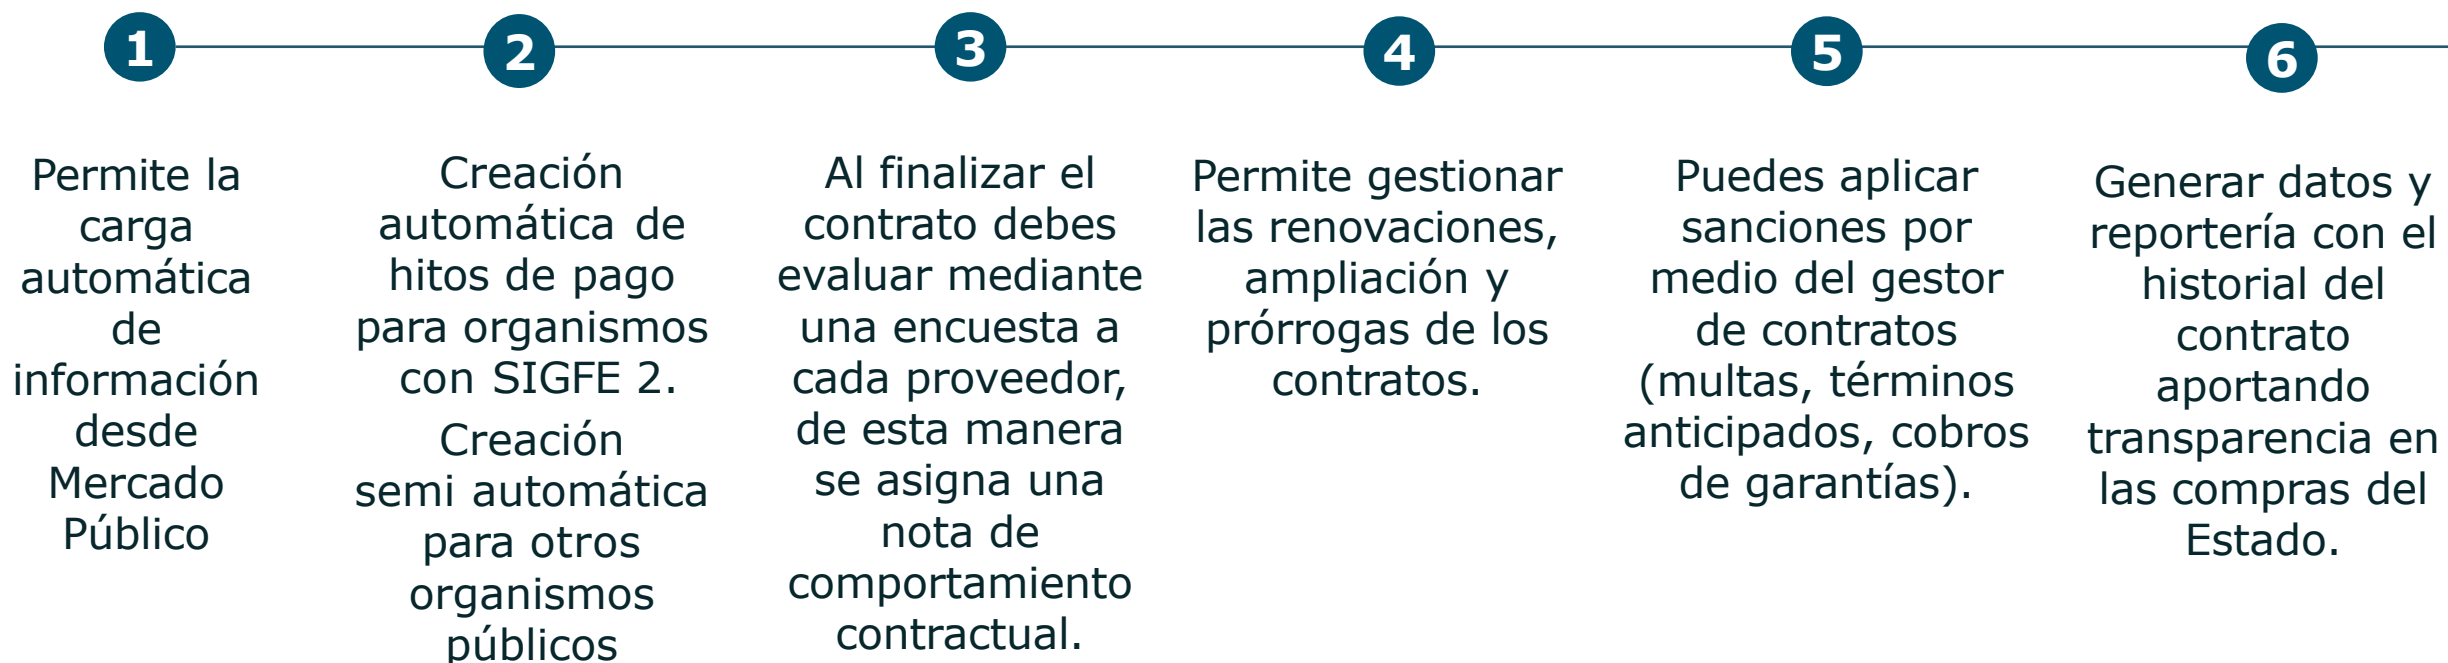 1
Permite la
carga
automática
de
información
desde
Mercado
Público
2
Creación
automática de
hitos de pago
para organismos
con SIGFE 2.
Creación
semi automática
para otros
organismos
públicos
3
Al finalizar el
contrato debes
evaluar mediante
una encuesta a
cada proveedor,
de esta manera
se asigna una
nota de
comportamiento
contractual.
4
Permite gestionar
las renovaciones,
ampliación y
prórrogas de los
contratos.
5
Puedes aplicar
sanciones por
medio del gestor
de contratos
(multas, términos
anticipados, cobros
de garantías).
6
Generar datos y
reportería con el
historial del
contrato
aportando
transparencia en
las compras del
Estado.